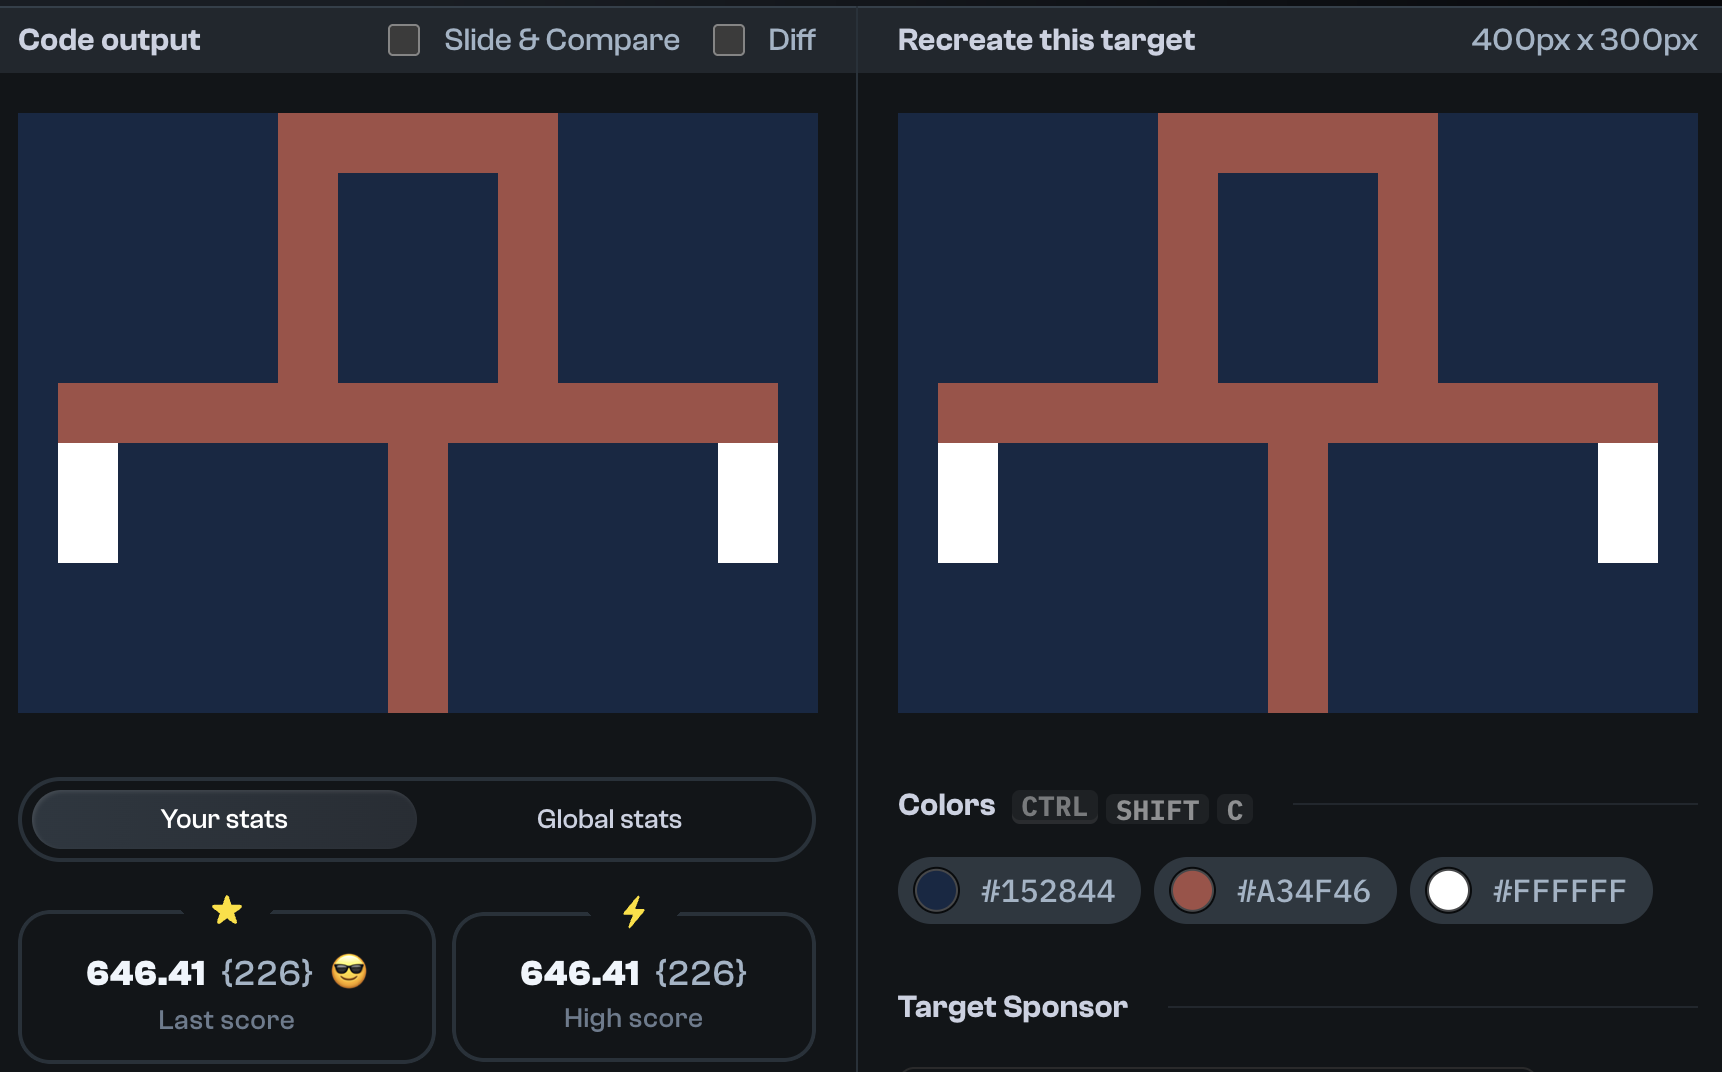 Code output
Slide & Compare
Diff
Recreate this target
400px x 300px
Your stats
Global stats
646.41 {226}
Last score
646.41 {226}
High score
Colors CTRL SHIFT C
#152844
#A34F46
#FFFFFF
Target Sponsor